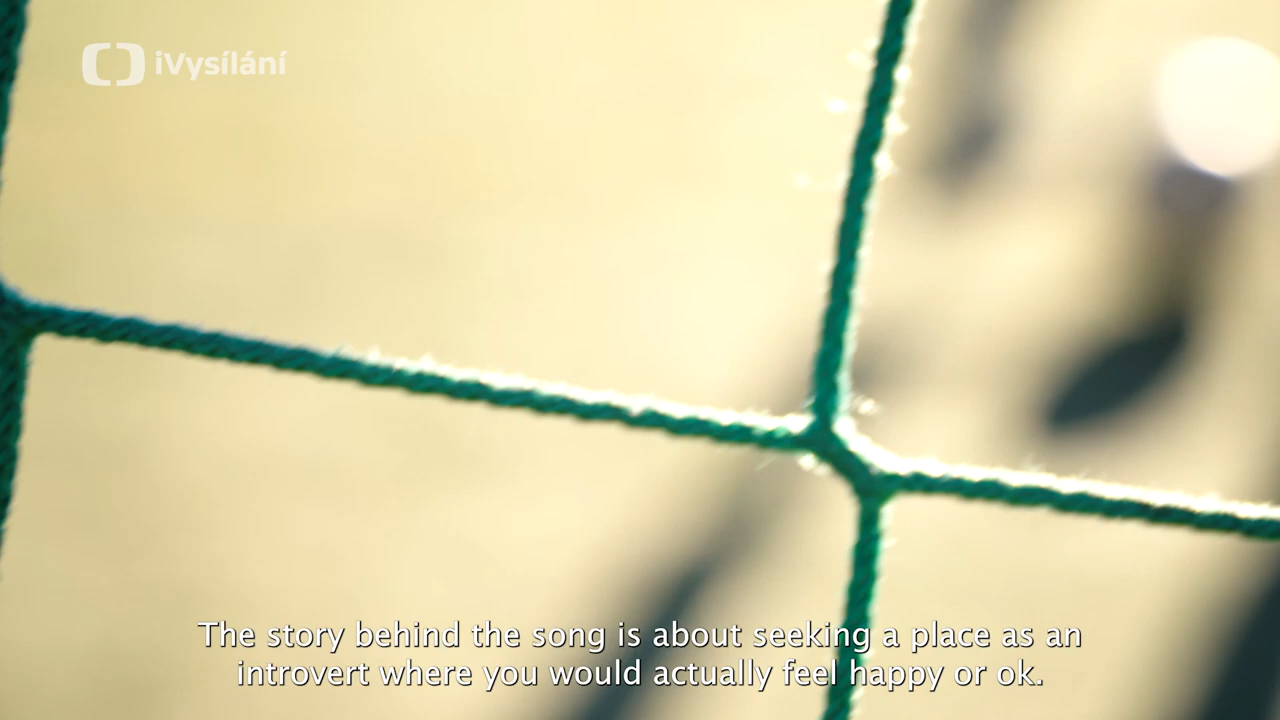 iVysílání
The story behind the song is about seeking a place as an
introvert where you would actually feel happy or ok.